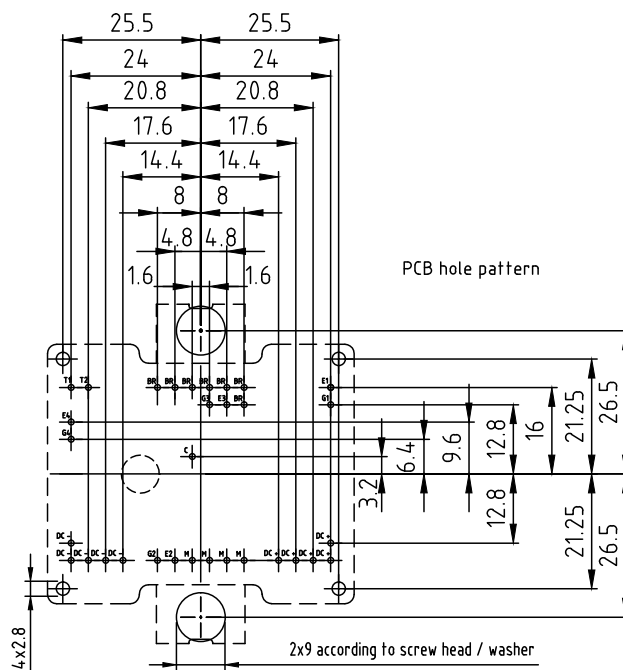 25.5 25.5
24 24
20.8 20.8
17.6 17.6
14.4 14.4
8 8
4.8 4.8
1.6 1.6
PCB hole pattern
T1 T2 BR BR BR BR BR BR E1
G3 E3 BR G1
E4
G4
C
3.2 6.4 9.6 12.8 16 21.25 26.5
12.8 21.25 26.5
DC - DC +
DC - DC - DC - DC - G2 E2 M M M M DC + DC + DC + DC +
4x2.8
2x9 according to screw head / washer